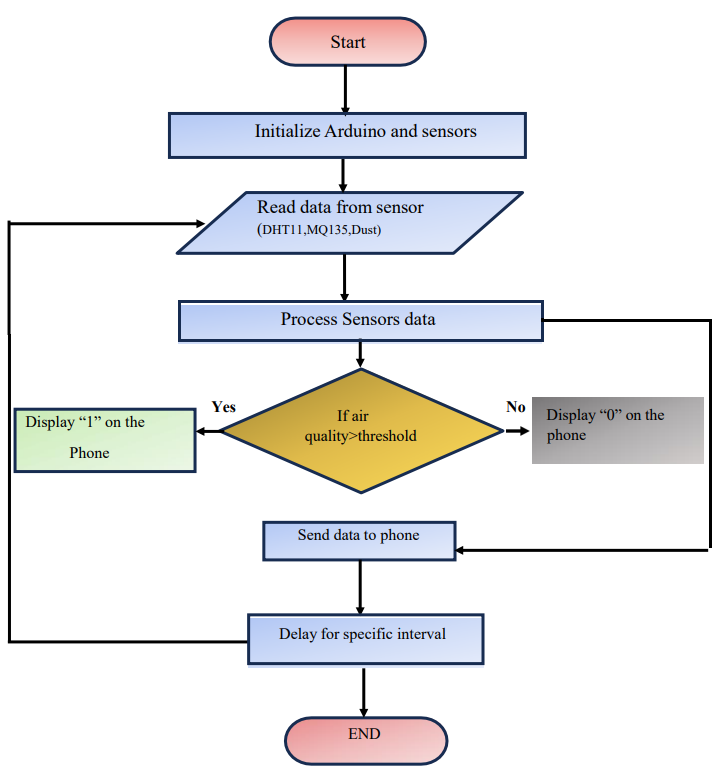 Start
Initialize Arduino and sensors
Read data from sensor
(DHT11,MQ135,Dust)
Process Sensors data
Yes
No
Display “1” on the
Phone
If air
quality>threshold
Display “0” on the
phone
Send data to phone
Delay for specific interval
END